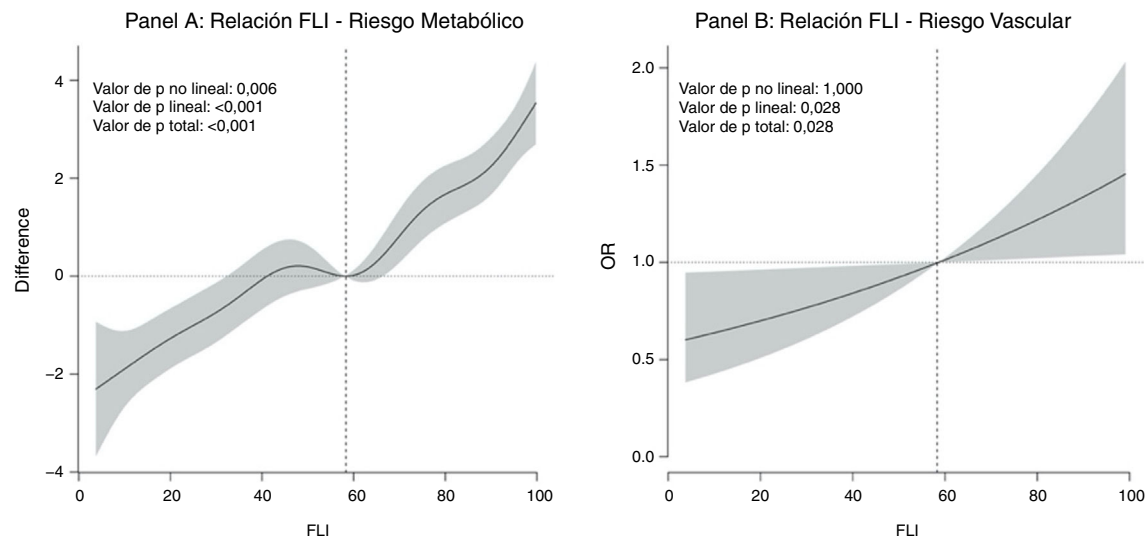 Panel A: Relación FLI - Riesgo Metabólico
Valor de p no lineal: 0,006
Valor de p lineal: <0,001
Valor de p total: <0,001
Difference
4
2
0
−2
−4
0 20 40 60 80 100
FLI
Panel B: Relación FLI - Riesgo Vascular
Valor de p no lineal: 1,000
Valor de p lineal: 0,028
Valor de p total: 0,028
OR
2.0
1.5
1.0
0.5
0.0
0 20 40 60 80 100
FLI